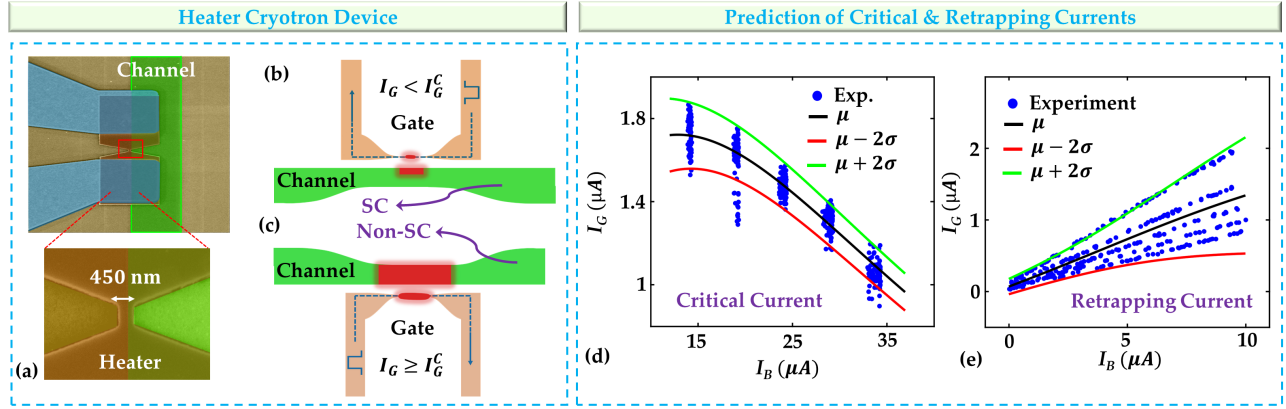 Heater Cryotron Device
Prediction of Critical & Retrapping Currents
Channel
450 nm
Heater
(a)
(b)
I_G < I_G^C
Gate
Channel
SC
(c)
Non-SC
Channel
Gate
I_G ≥ I_G^C
1.8
1.4
1
I_G (μA)
Exp.
μ
μ − 2σ
μ + 2σ
Critical Current
15
25
35
(d)
I_B (μA)
2
1
0
I_G (μA)
Experiment
μ
μ − 2σ
μ + 2σ
Retrapping Current
0
5
10
I_B (μA)
(e)